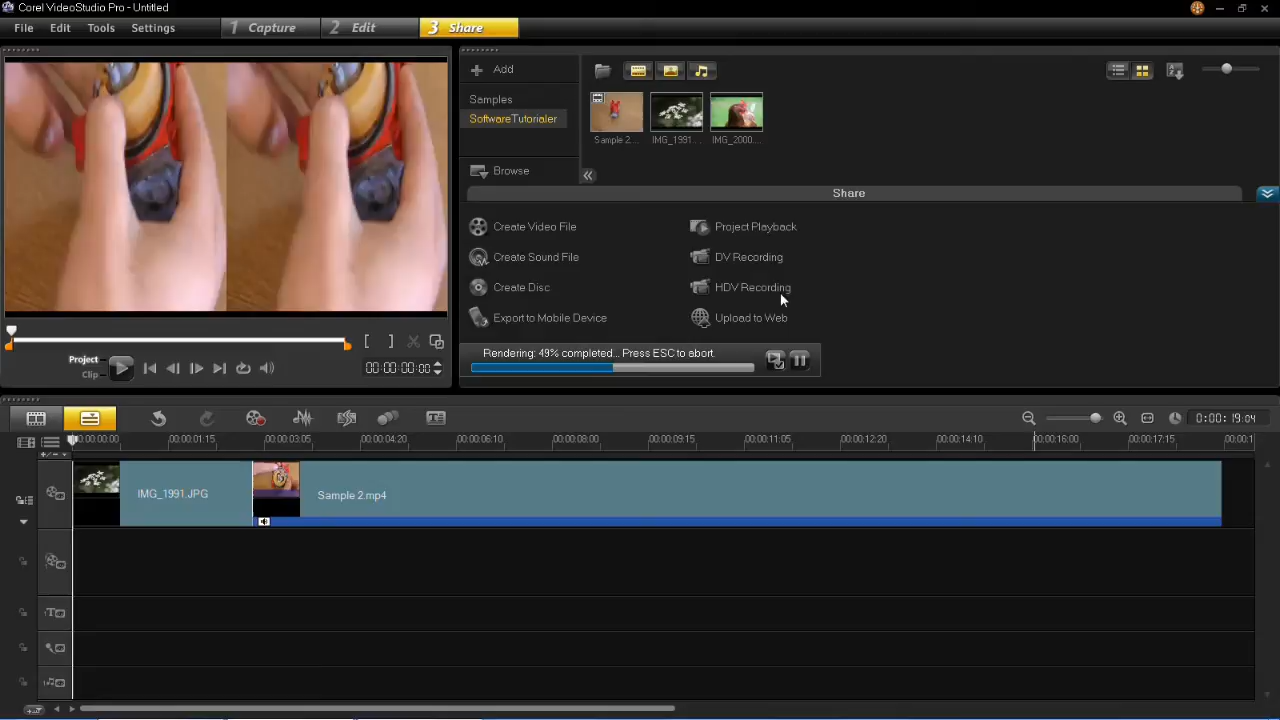 Corel VideoStudio Pro - Untitled
File Edit Tools Settings 1 Capture 2 Edit 3 Share
Add
Samples
SoftwareTutorialer
Browse
Sample 2... IMG_1991... IMG_2000...
Share
Create Video File Project Playback
Create Sound File DV Recording
Create Disc HDV Recording
Export to Mobile Device Upload to Web
Rendering: 49% completed... Press ESC to abort.
Project
Clip
00:00:00:00
0:00:19:04
00:00:00:00 00:00:01:15 00:00:03:05 00:00:04:20 00:00:06:10 00:00:08:00 00:00:09:15 00:00:11:05 00:00:12:20 00:00:14:10 00:00:16:00 00:00:17:15 00:00:1
IMG_1991.JPG
Sample 2.mp4